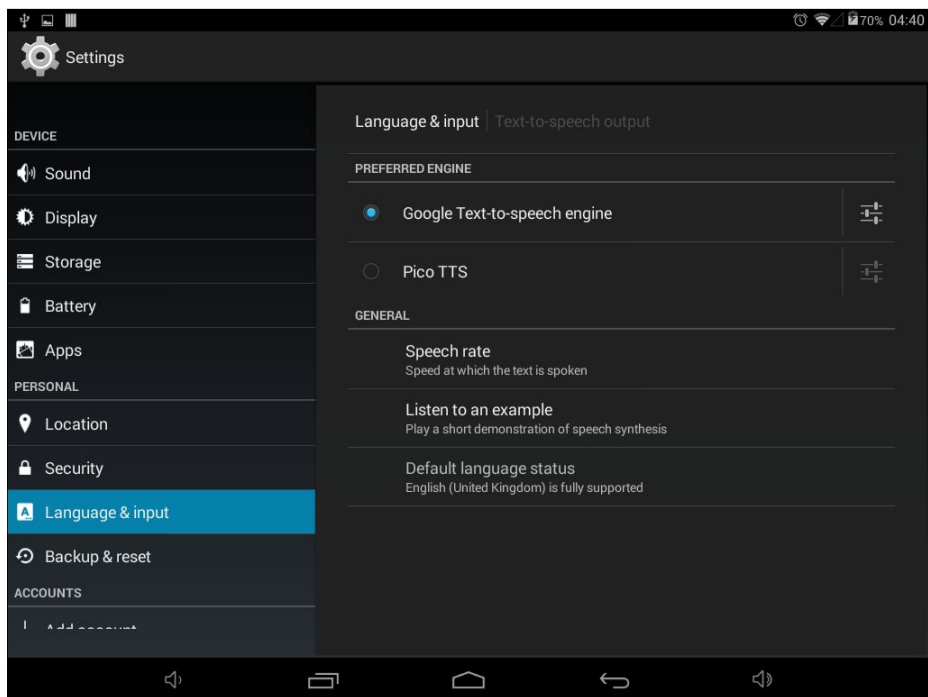 70% 04:40
Settings
DEVICE
Sound
Display
Storage
Battery
Apps
PERSONAL
Location
Security
Language & input
Backup & reset
ACCOUNTS
Add account
Language & input | Text-to-speech output
PREFERRED ENGINE
Google Text-to-speech engine
Pico TTS
GENERAL
Speech rate
Speed at which the text is spoken
Listen to an example
Play a short demonstration of speech synthesis
Default language status
English (United Kingdom) is fully supported